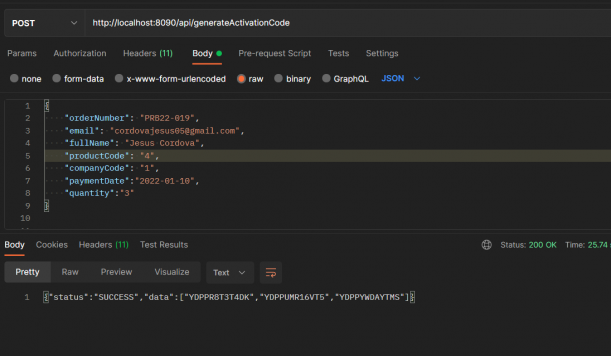 POST http://localhost:8090/api/generateActivationCode
Params Authorization Headers (11) Body Pre-request Script Tests Settings
none form-data x-www-form-urlencoded raw binary GraphQL JSON
1 {
2 "orderNumber": "PRB22-019",
3 "email": "cordovajesus05@gmail.com",
4 "fullName": "Jesus Cordova",
5 "productCode": "4",
6 "companyCode": "1",
7 "paymentDate":"2022-01-10",
8 "quantity":"3"
9 }
10
Body Cookies Headers (11) Test Results Status: 200 OK Time: 25.74
Pretty Raw Preview Visualize Text
1 {"status":"SUCCESS","data":["YDPPR8T3T4DK","YDPPUMR16VT5","YDPPYWDAYTMS"]}